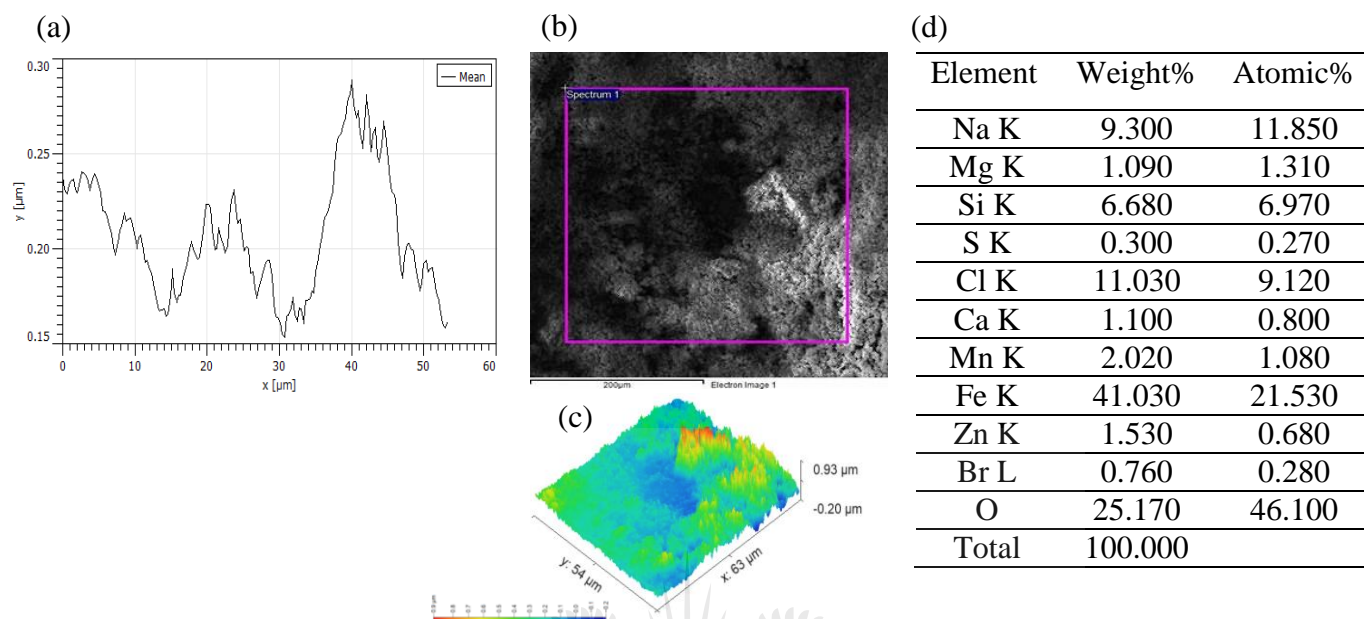 (a)
0.30
0.25
0.20
0.15
y [µm]
Mean
0 10 20 30 40 50 60
x [µm]
(b)
Spectrum 1
200µm Electron Image 1
(c)
0.93 µm
-0.20 µm
y: 54 µm
x: 63 µm
(d)
Element Weight% Atomic%
Na K 9.300 11.850
Mg K 1.090 1.310
Si K 6.680 6.970
S K 0.300 0.270
Cl K 11.030 9.120
Ca K 1.100 0.800
Mn K 2.020 1.080
Fe K 41.030 21.530
Zn K 1.530 0.680
Br L 0.760 0.280
O 25.170 46.100
Total 100.000